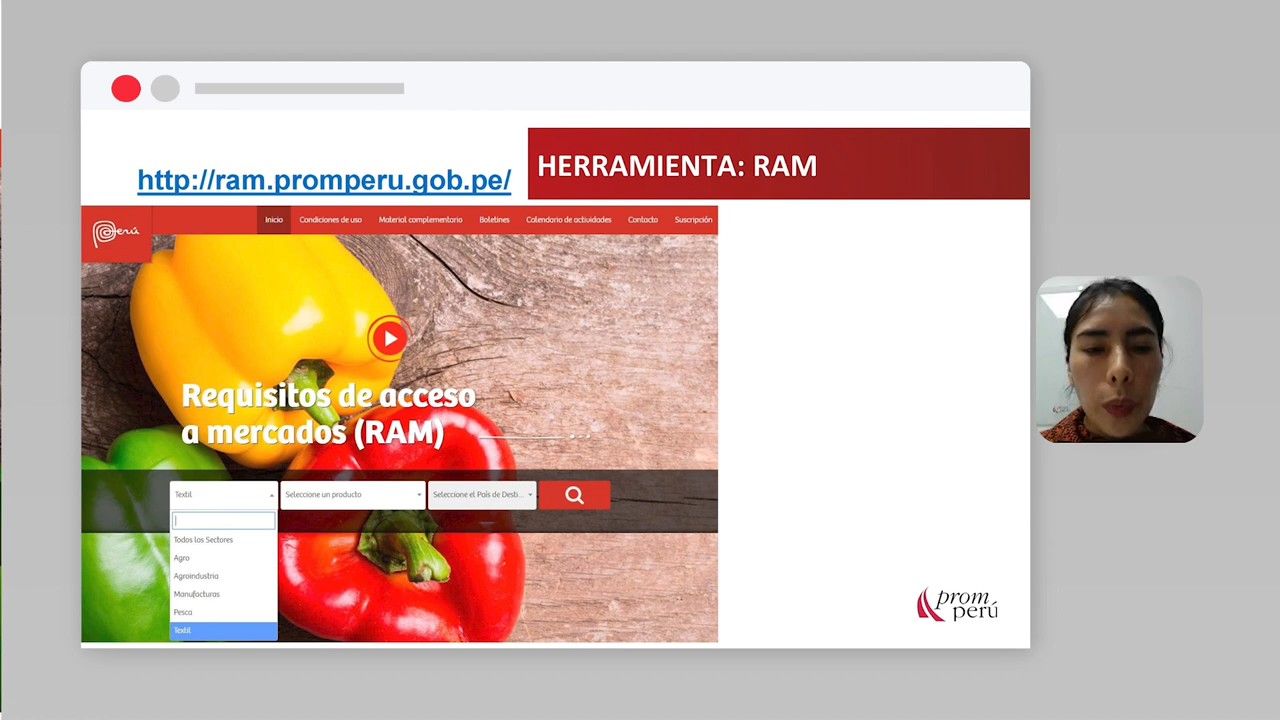 http://ram.promperu.gob.pe/
HERRAMIENTA: RAM
Perú
Inicio
Condiciones de uso
Material complementario
Boletines
Calendario de actividades
Contacto
Suscripción
Requisitos de acceso
a mercados (RAM)
Textil
Seleccione un producto
Seleccione el País de Desti...
Todos los Sectores
Agro
Agroindustria
Manufacturas
Pesca
Textil
prom
perú